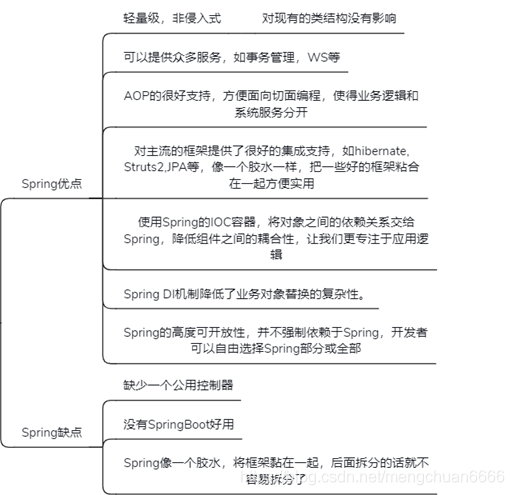 轻量级，非侵入式 对现有的类结构没有影响
可以提供众多服务，如事务管理，WS等
AOP的很好支持，方便面向切面编程，使得业务逻辑和
系统服务分开
对主流的框架提供了很好的集成支持，如hibernate,
Struts2,JPA等，像一个胶水一样，把一些好的框架粘合
在一起方便实用
Spring优点
使用Spring的IOC容器，将对象之间的依赖关系交给
Spring，降低组件之间的耦合性，让我们更专注于应用逻
辑
Spring DI机制降低了业务对象替换的复杂性。
Spring的高度可开放性，并不强制依赖于Spring，开发者
可以自由选择Spring部分或全部
缺少一个公用控制器
Spring缺点
没有SpringBoot好用
Spring像一个胶水，将框架黏在一起，后面拆分的话就不
容易拆分了
csdn.net/mengchuan6666